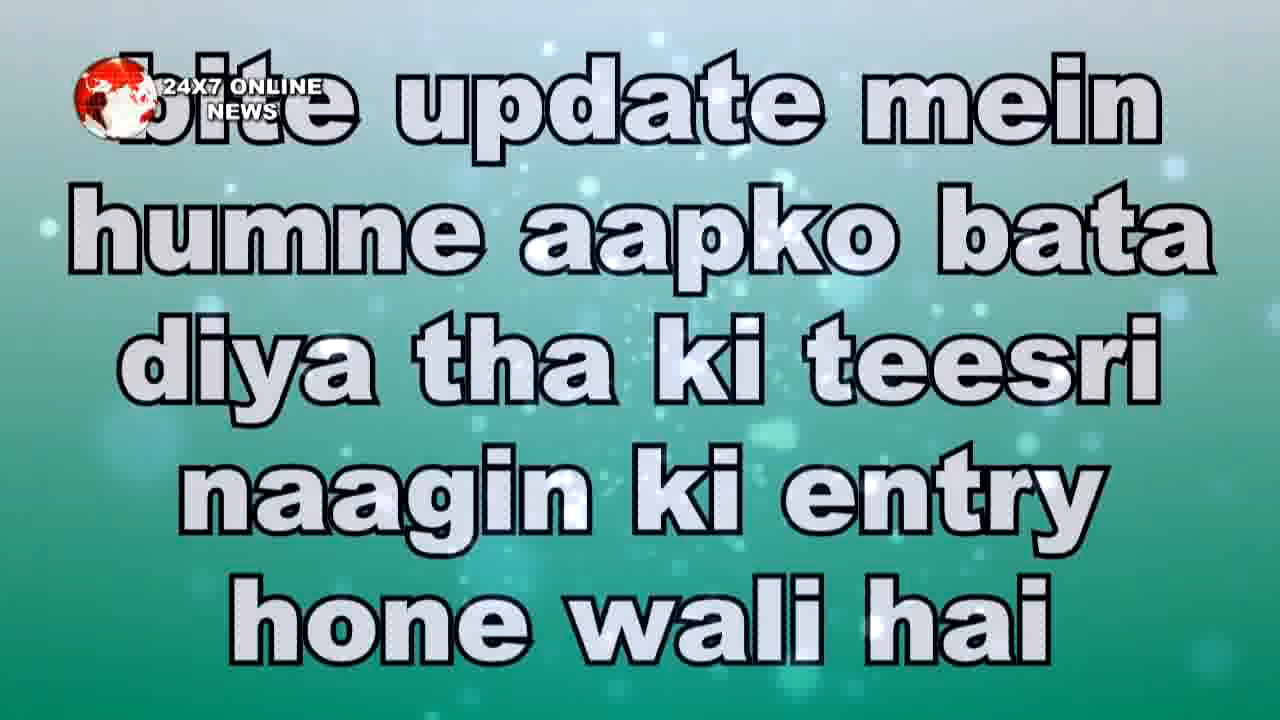 24X7 ONLINE
NEWS
bite update mein
humne aapko bata
diya tha ki teesri
naagin ki entry
hone wali hai